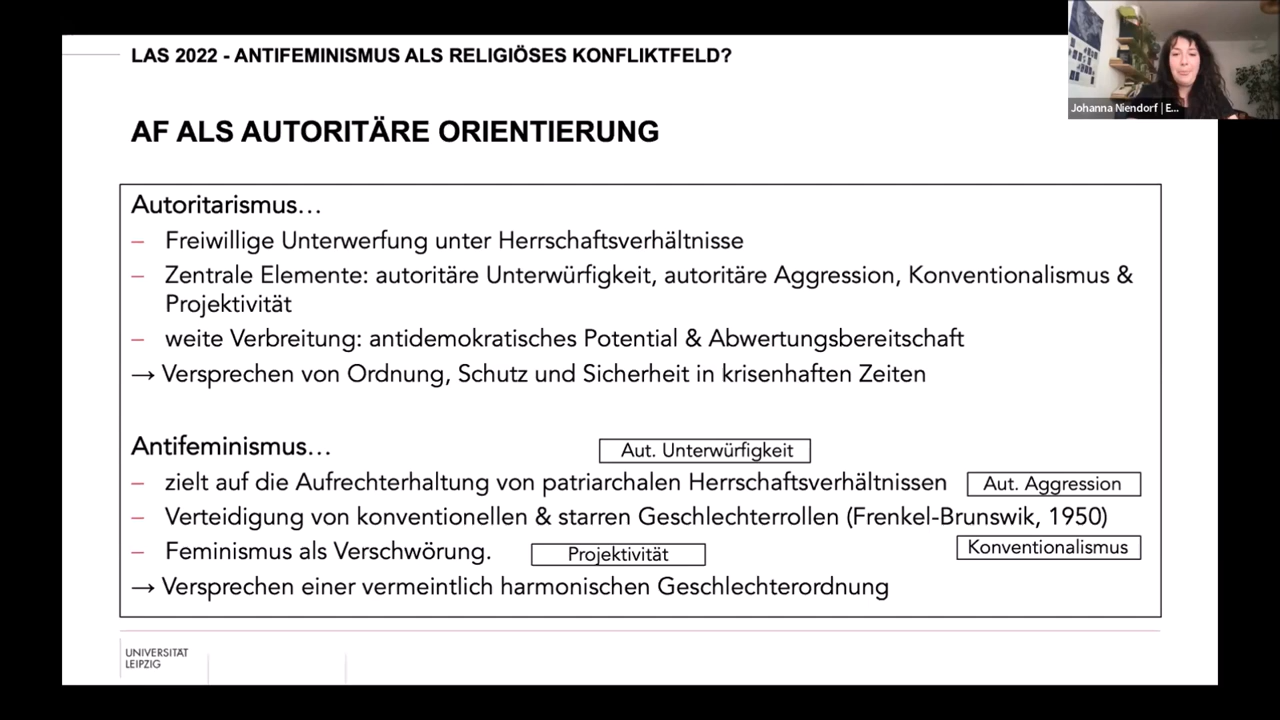 LAS 2022 - ANTIFEMINISMUS ALS RELIGIÖSES KONFLIKTFELD?
Johanna Niendorf | E...
AF ALS AUTORITÄRE ORIENTIERUNG
Autoritarismus…
– Freiwillige Unterwerfung unter Herrschaftsverhältnisse
– Zentrale Elemente: autoritäre Unterwürfigkeit, autoritäre Aggression, Konventionalismus &
Projektivität
– weite Verbreitung: antidemokratisches Potential & Abwertungsbereitschaft
→ Versprechen von Ordnung, Schutz und Sicherheit in krisenhaften Zeiten
Antifeminismus…
Aut. Unterwürfigkeit
– zielt auf die Aufrechterhaltung von patriarchalen Herrschaftsverhältnissen
Aut. Aggression
– Verteidigung von konventionellen & starren Geschlechterrollen (Frenkel-Brunswik, 1950)
Konventionalismus
– Feminismus als Verschwörung.
Projektivität
→ Versprechen einer vermeintlich harmonischen Geschlechterordnung
UNIVERSITÄT
LEIPZIG